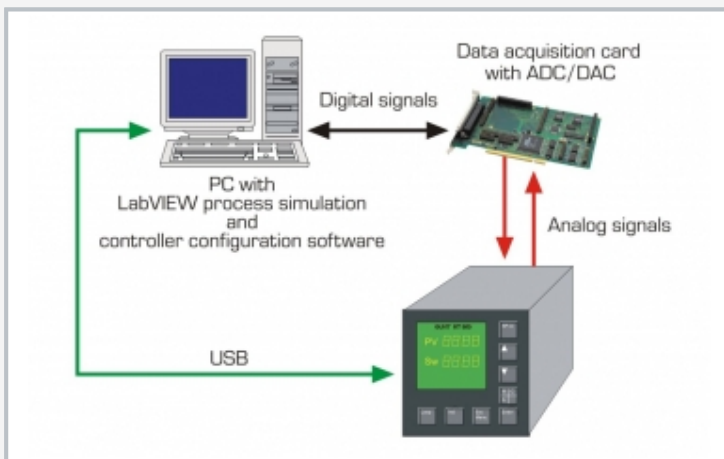 Data acquisition card
with ADC/DAC
Digital signals
PC with
LabVIEW process simulation
and
controller configuration software
Analog signals
USB
PV